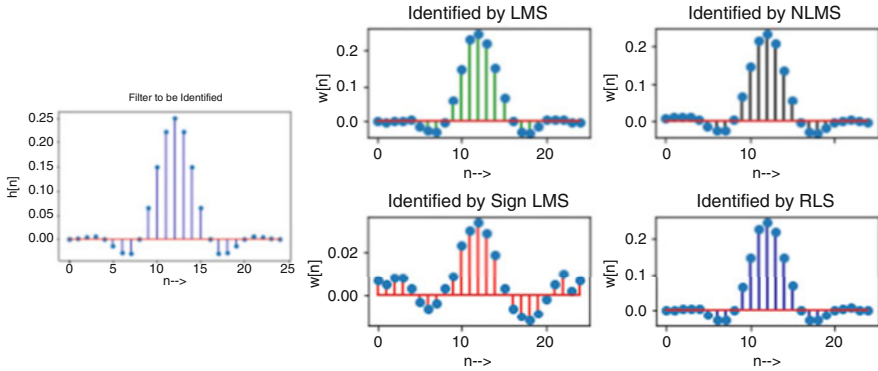 Filter to be Identified
h[n]
0.25
0.20
0.15
0.10
0.05
0.00
0 5 10 15 20 25
n-->
Identified by LMS
w[n]
0.2
0.1
0.0
0 10 20
n-->
Identified by NLMS
w[n]
0.2
0.1
0.0
0 10 20
n-->
Identified by Sign LMS
w[n]
0.02
0.00
0 10 20
n-->
Identified by RLS
w[n]
0.2
0.1
0.0
0 10 20
n-->